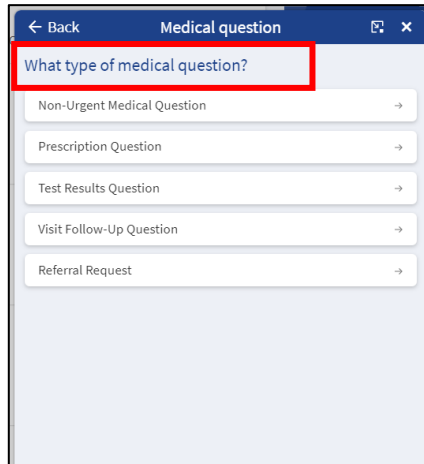 ← Back Medical question ×
What type of medical question?
Non-Urgent Medical Question →
Prescription Question →
Test Results Question →
Visit Follow-Up Question →
Referral Request →